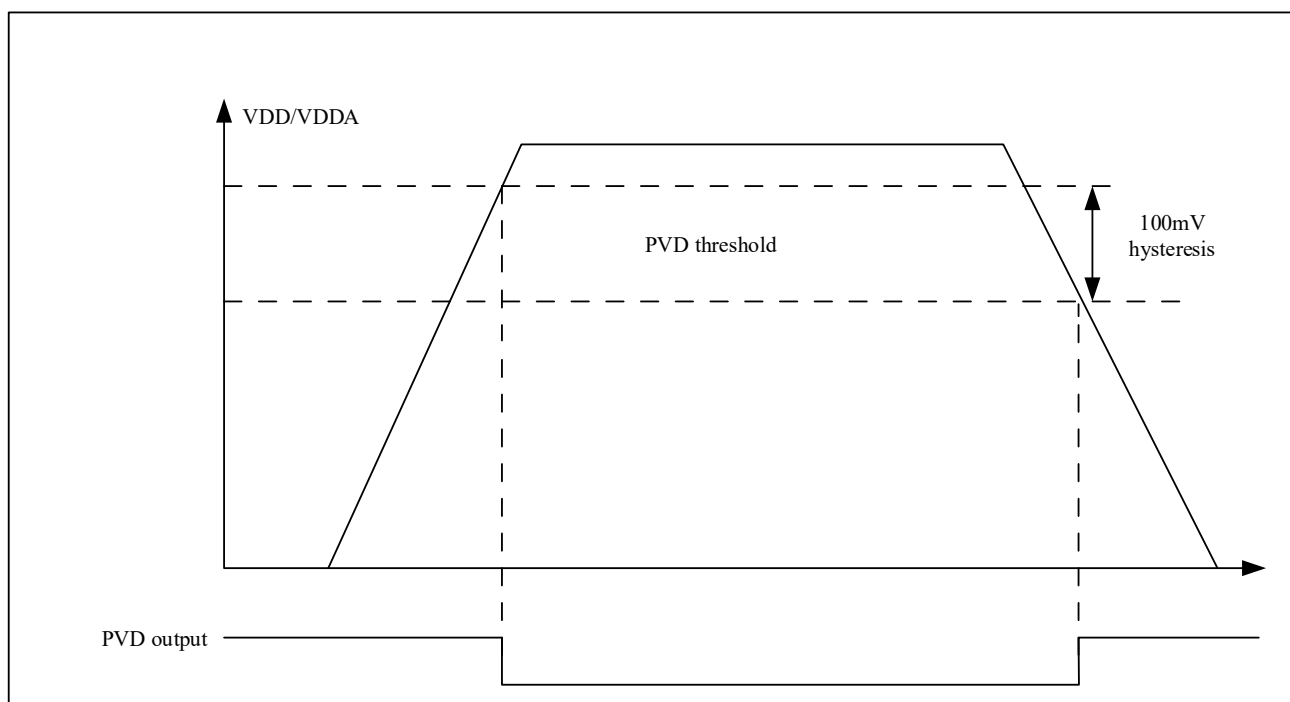 VDD/VDDA
PVD threshold
100mV
hysteresis
PVD output